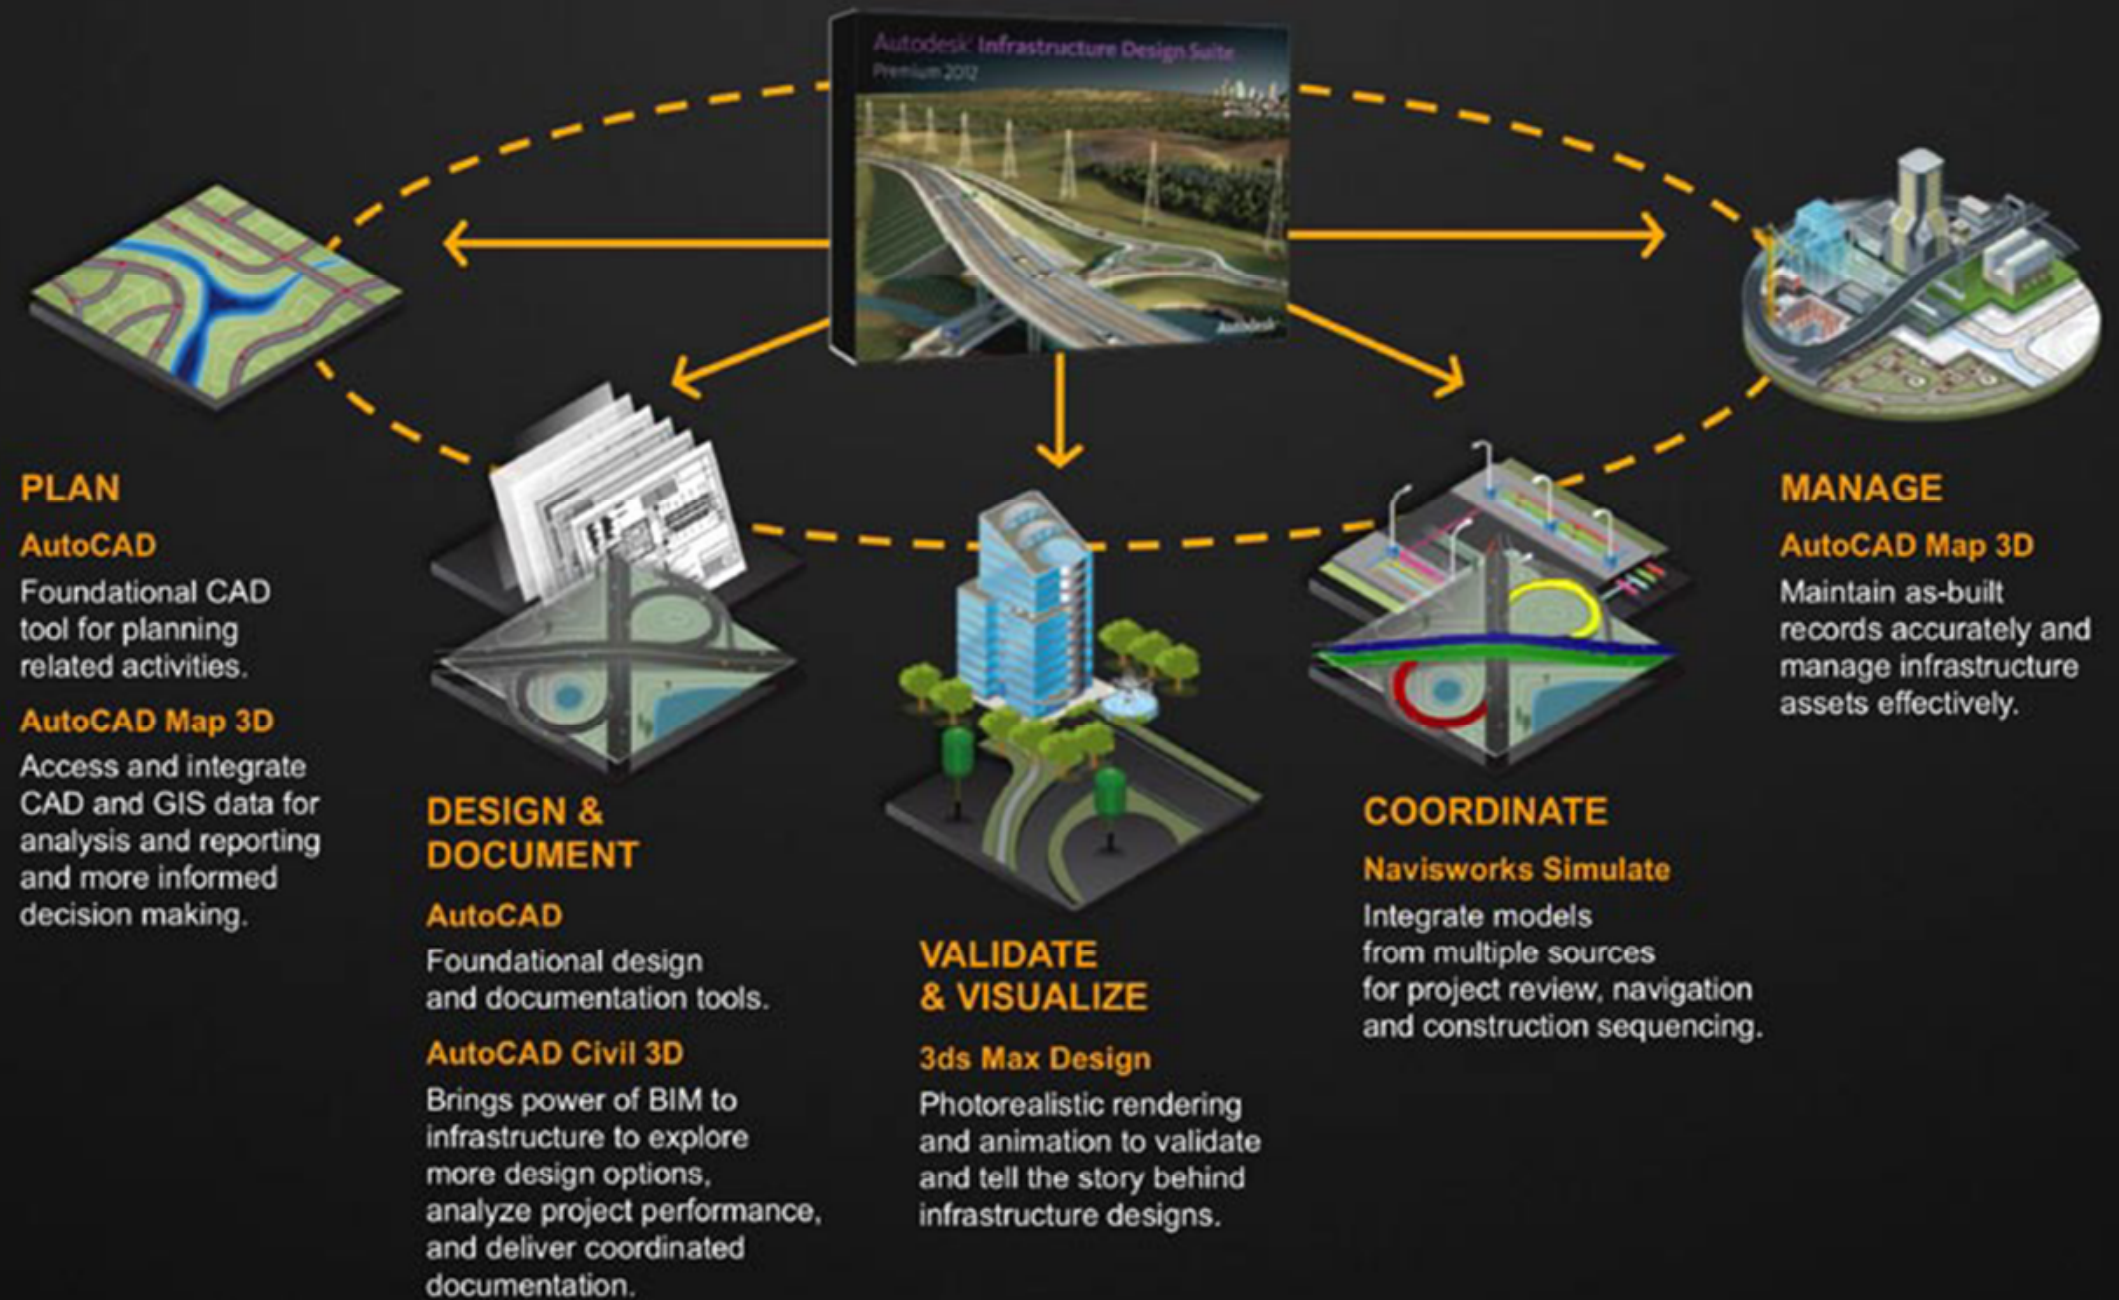 Autodesk® Infrastructure Design Suite
Premium 2012
Autodesk
PLAN
AutoCAD
Foundational CAD
tool for planning
related activities.
AutoCAD Map 3D
Access and integrate
CAD and GIS data for
analysis and reporting
and more informed
decision making.
DESIGN &
DOCUMENT
AutoCAD
Foundational design
and documentation tools.
AutoCAD Civil 3D
Brings power of BIM to
infrastructure to explore
more design options,
analyze project performance,
and deliver coordinated
documentation.
VALIDATE
& VISUALIZE
3ds Max Design
Photorealistic rendering
and animation to validate
and tell the story behind
infrastructure designs.
COORDINATE
Navisworks Simulate
Integrate models
from multiple sources
for project review, navigation
and construction sequencing.
MANAGE
AutoCAD Map 3D
Maintain as-built
records accurately and
manage infrastructure
assets effectively.